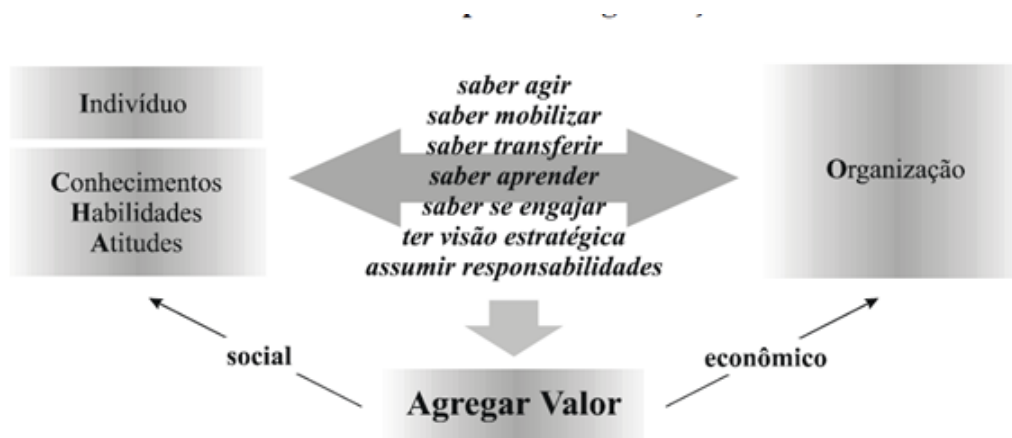 Indivíduo
Conhecimentos
Habilidades
Atitudes
saber agir
saber mobilizar
saber transferir
saber aprender
saber se engajar
ter visão estratégica
assumir responsabilidades
Organização
social
econômico
Agregar Valor